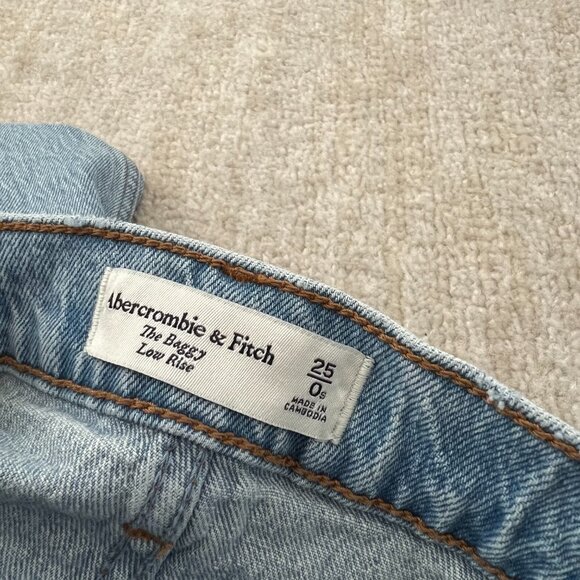 Abercrombie & Fitch
The Baggy
Low Rise
25
0s
MADE IN
CAMBODIA